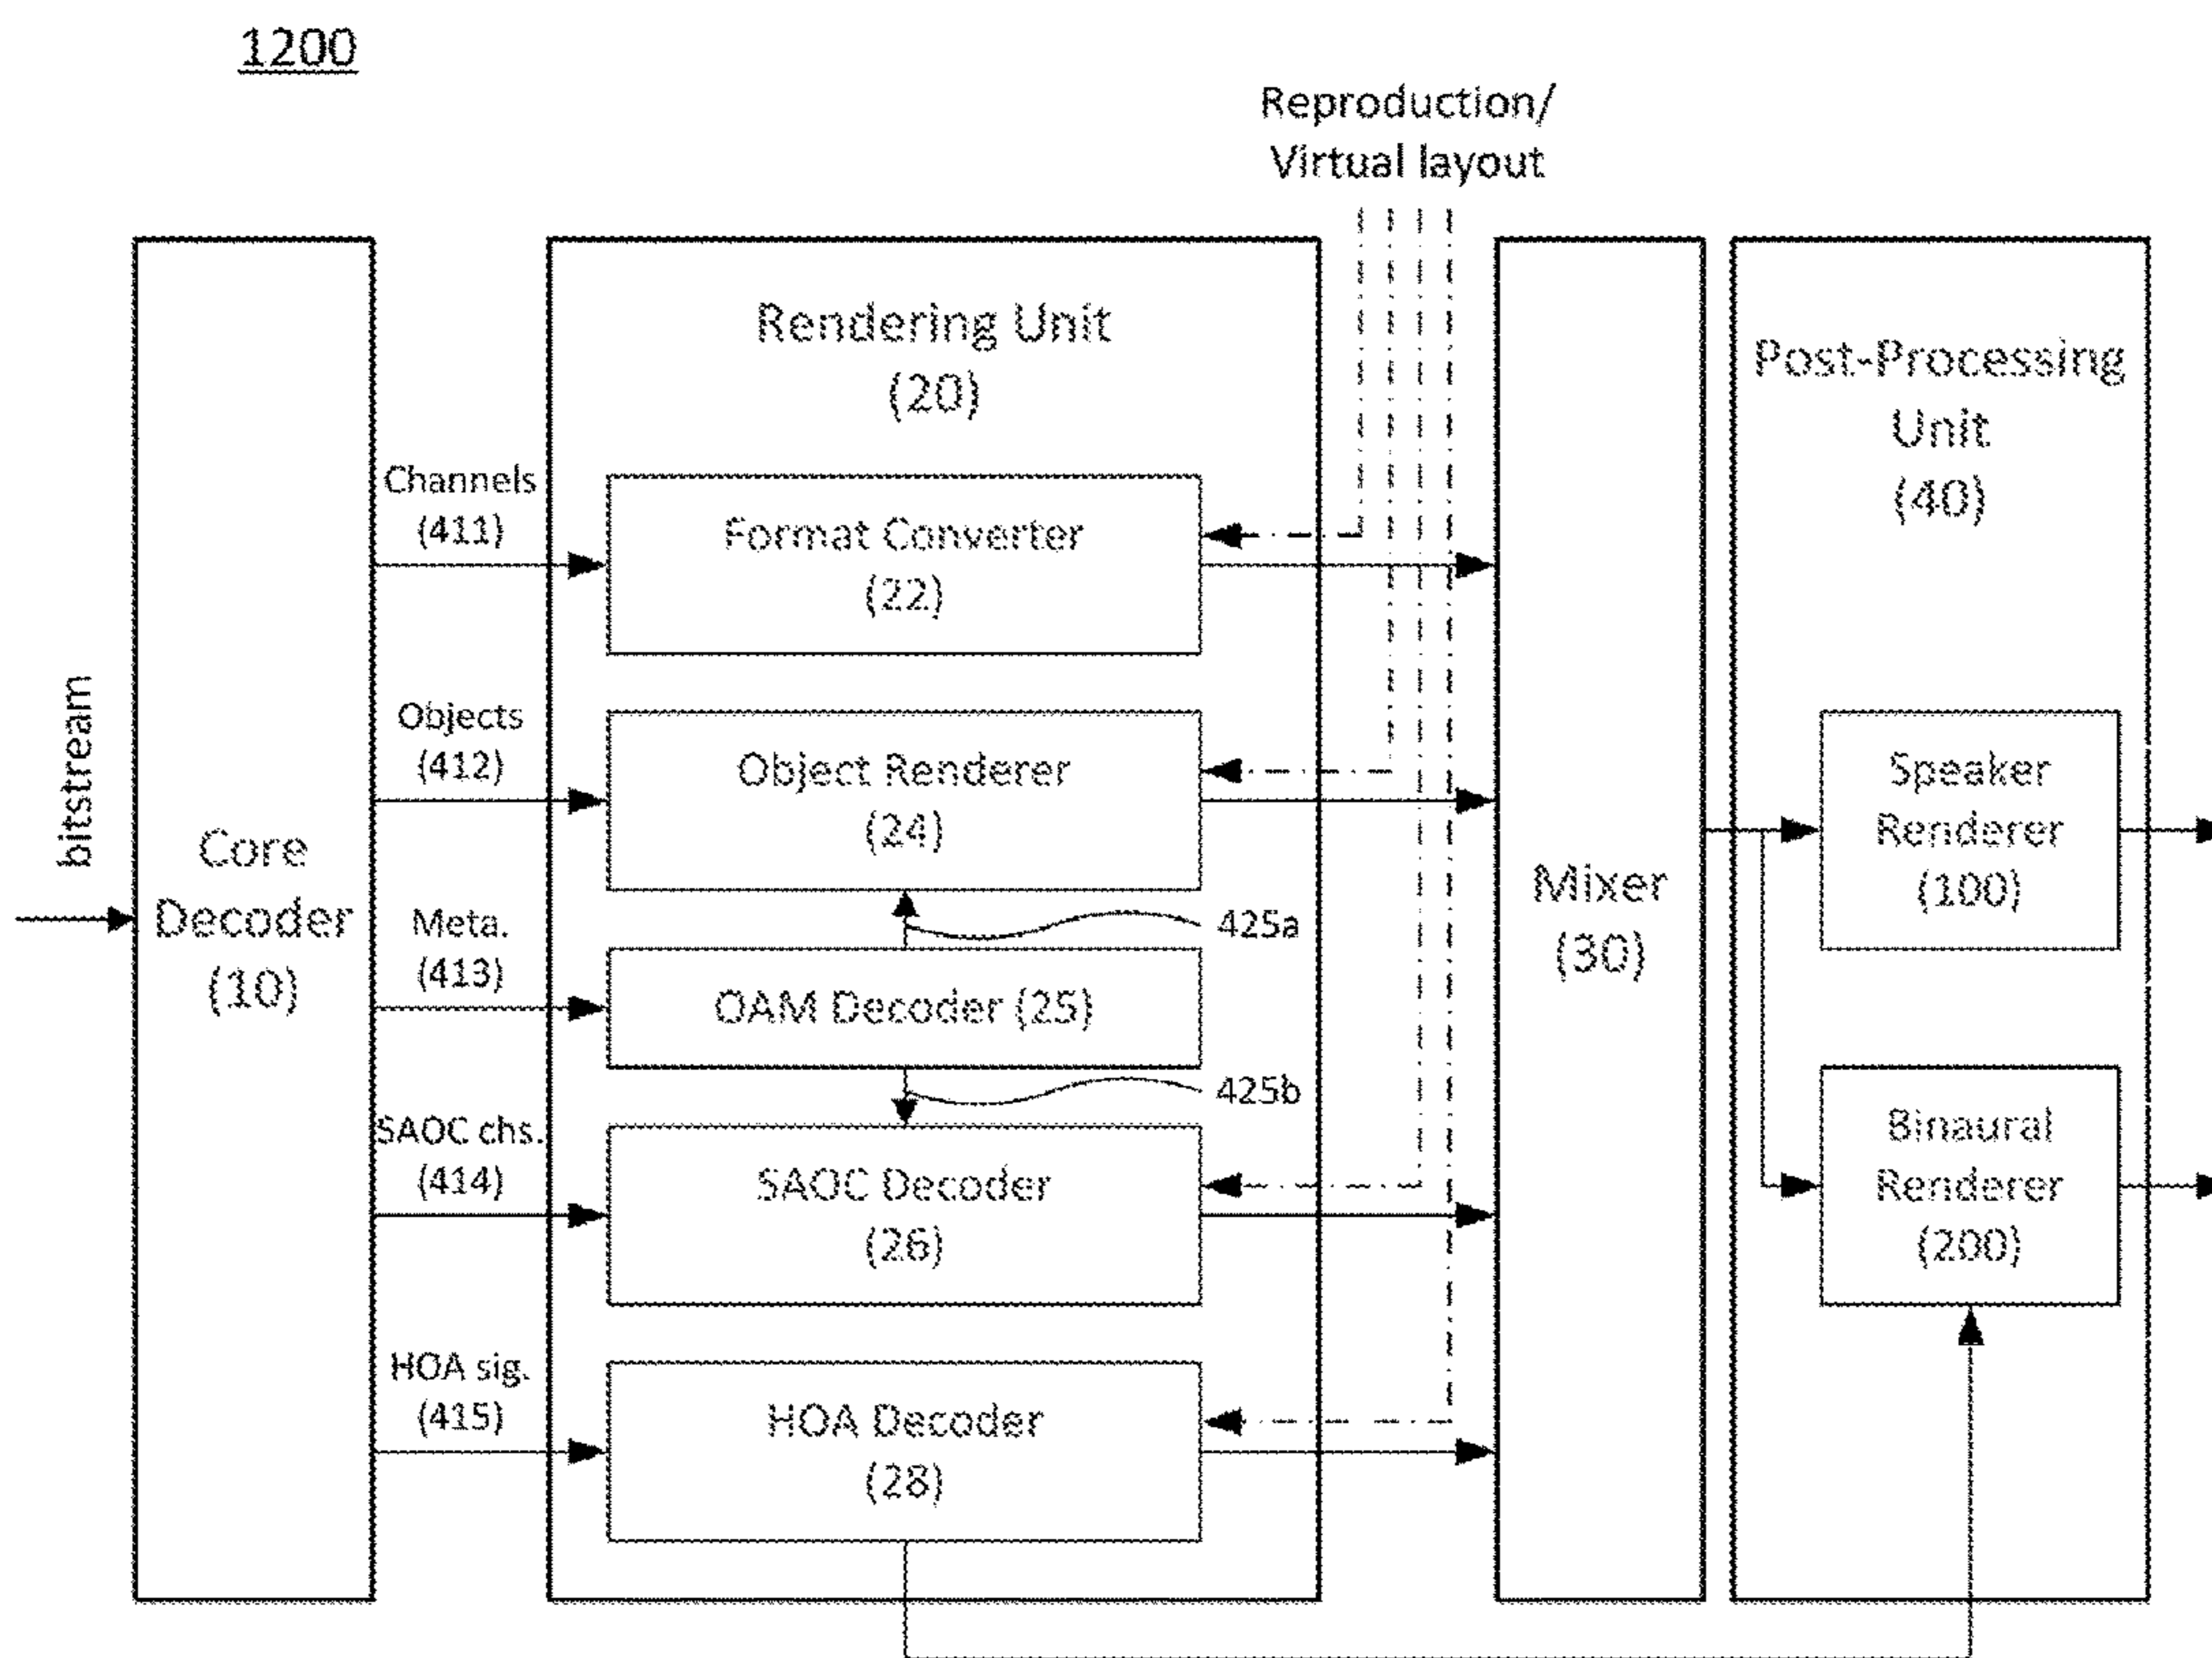 1200
Reproduction/
Virtual layout
bitstream
Core
Decoder
(10)
Channels
(411)
Objects
(412)
Meta.
(413)
SAOC chs.
(414)
HOA sig.
(415)
Rendering Unit
(20)
Format Converter
(22)
Object Renderer
(24)
425a
OAM Decoder (25)
425b
SAOC Decoder
(26)
HOA Decoder
(28)
Mixer
(30)
Post-Processing
Unit
(40)
Speaker
Renderer
(100)
Binaural
Renderer
(200)